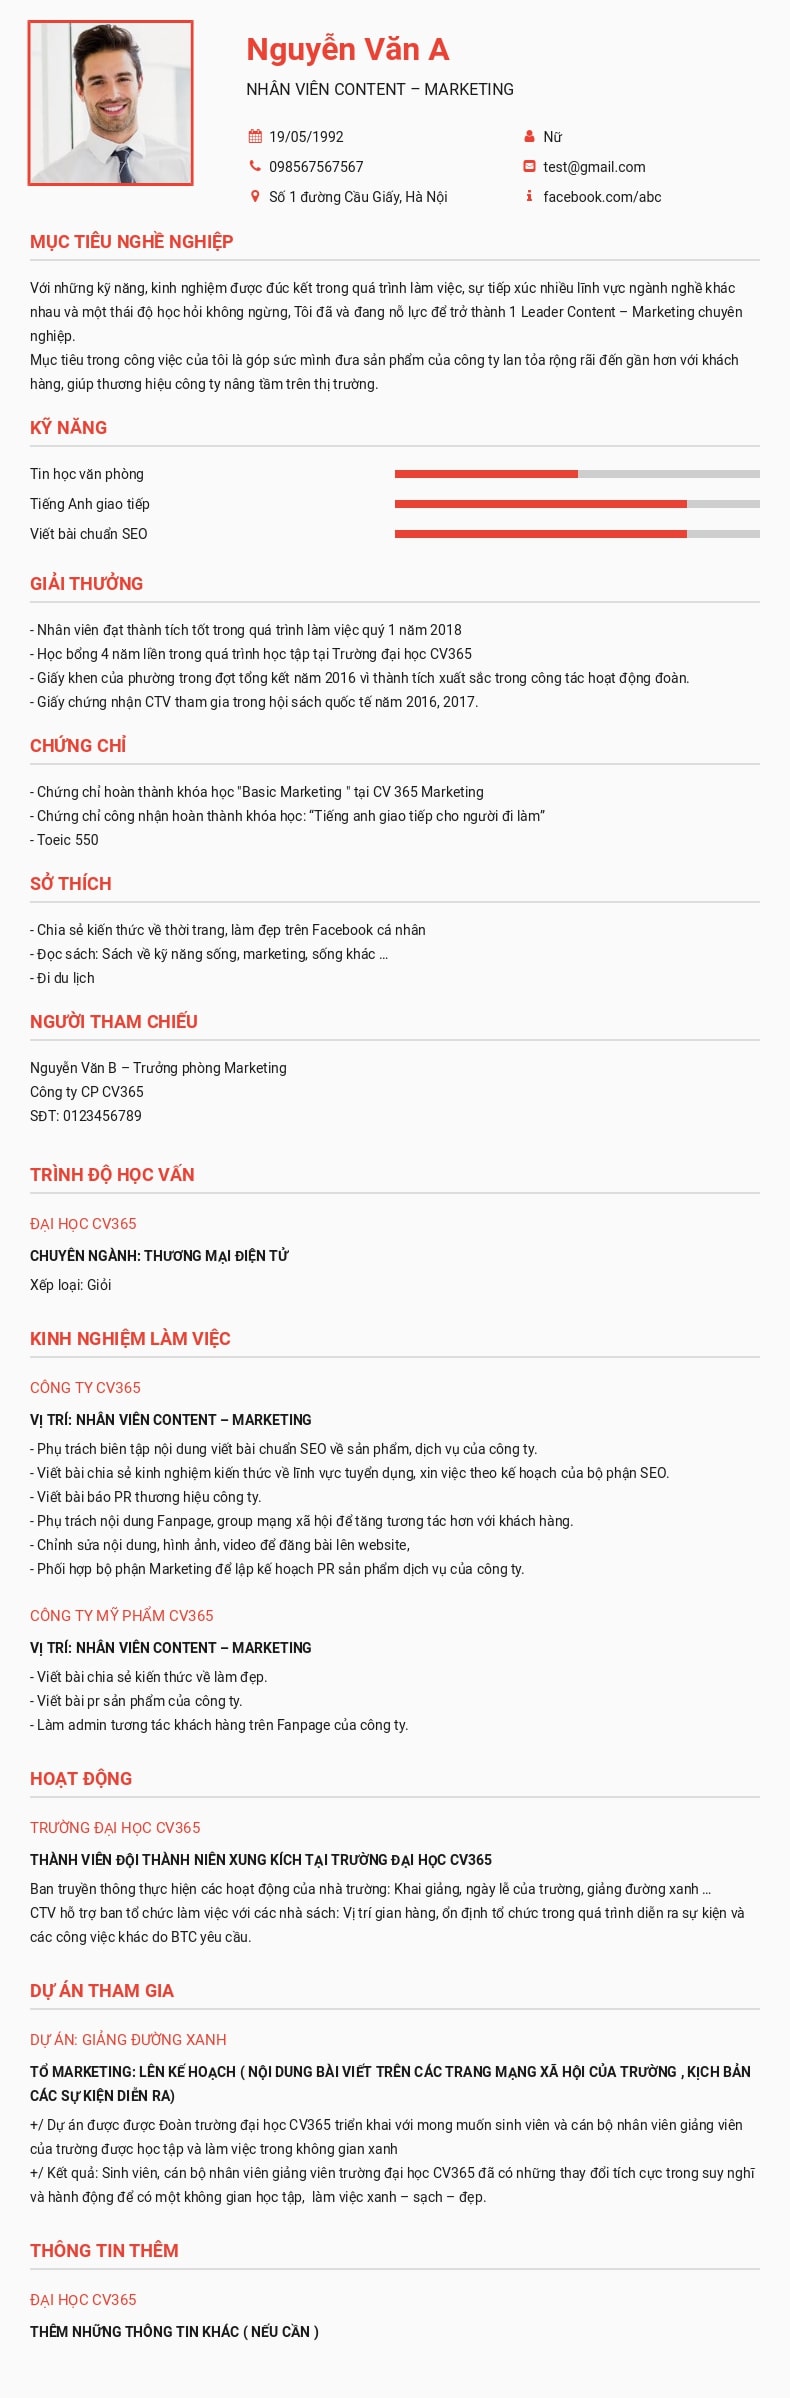 Nguyễn Văn A
NHÂN VIÊN CONTENT – MARKETING
19/05/1992
Nữ
098567567567
test@gmail.com
Số 1 đường Cầu Giấy, Hà Nội
facebook.com/abc
MỤC TIÊU NGHỀ NGHIỆP
Với những kỹ năng, kinh nghiệm được đúc kết trong quá trình làm việc, sự tiếp xúc nhiều lĩnh vực ngành nghề khác
nhau và một thái độ học hỏi không ngừng, Tôi đã và đang nỗ lực để trở thành 1 Leader Content – Marketing chuyên
nghiệp.
Mục tiêu trong công việc của tôi là góp sức mình đưa sản phẩm của công ty lan tỏa rộng rãi đến gần hơn với khách
hàng, giúp thương hiệu công ty nâng tầm trên thị trường.
KỸ NĂNG
Tin học văn phòng
Tiếng Anh giao tiếp
Viết bài chuẩn SEO
GIẢI THƯỞNG
- Nhân viên đạt thành tích tốt trong quá trình làm việc quý 1 năm 2018
- Học bổng 4 năm liền trong quá trình học tập tại Trường đại học CV365
- Giấy khen của phường trong đợt tổng kết năm 2016 vì thành tích xuất sắc trong công tác hoạt động đoàn.
- Giấy chứng nhận CTV tham gia trong hội sách quốc tế năm 2016, 2017.
CHỨNG CHỈ
- Chứng chỉ hoàn thành khóa học "Basic Marketing " tại CV 365 Marketing
- Chứng chỉ công nhận hoàn thành khóa học: “Tiếng anh giao tiếp cho người đi làm”
- Toeic 550
SỞ THÍCH
- Chia sẻ kiến thức về thời trang, làm đẹp trên Facebook cá nhân
- Đọc sách: Sách về kỹ năng sống, marketing, sống khác ...
- Đi du lịch
NGƯỜI THAM CHIẾU
Nguyễn Văn B – Trưởng phòng Marketing
Công ty CP CV365
SĐT: 0123456789
TRÌNH ĐỘ HỌC VẤN
ĐẠI HỌC CV365
CHUYÊN NGÀNH: THƯƠNG MẠI ĐIỆN TỬ
Xếp loại: Giỏi
KINH NGHIỆM LÀM VIỆC
CÔNG TY CV365
VỊ TRÍ: NHÂN VIÊN CONTENT – MARKETING
- Phụ trách biên tập nội dung viết bài chuẩn SEO về sản phẩm, dịch vụ của công ty.
- Viết bài chia sẻ kinh nghiệm kiến thức về lĩnh vực tuyển dụng, xin việc theo kế hoạch của bộ phận SEO.
- Viết bài báo PR thương hiệu công ty.
- Phụ trách nội dung Fanpage, group mạng xã hội để tăng tương tác hơn với khách hàng.
- Chỉnh sửa nội dung, hình ảnh, video để đăng bài lên website,
- Phối hợp bộ phận Marketing để lập kế hoạch PR sản phẩm dịch vụ của công ty.
CÔNG TY MỸ PHẨM CV365
VỊ TRÍ: NHÂN VIÊN CONTENT – MARKETING
- Viết bài chia sẻ kiến thức về làm đẹp.
- Viết bài pr sản phẩm của công ty.
- Làm admin tương tác khách hàng trên Fanpage của công ty.
HOẠT ĐỘNG
TRƯỜNG ĐẠI HỌC CV365
THÀNH VIÊN ĐỘI THÀNH NIÊN XUNG KÍCH TẠI TRƯỜNG ĐẠI HỌC CV365
Ban truyền thông thực hiện các hoạt động của nhà trường: Khai giảng, ngày lễ của trường, giảng đường xanh ...
CTV hỗ trợ ban tổ chức làm việc với các nhà sách: Vị trí gian hàng, ổn định tổ chức trong quá trình diễn ra sự kiện và
các công việc khác do BTC yêu cầu.
DỰ ÁN THAM GIA
DỰ ÁN: GIẢNG ĐƯỜNG XANH
TỔ MARKETING: LÊN KẾ HOẠCH ( NỘI DUNG BÀI VIẾT TRÊN CÁC TRANG MẠNG XÃ HỘI CỦA TRƯỜNG , KỊCH BẢN
CÁC SỰ KIỆN DIỄN RA)
+/ Dự án được được Đoàn trường đại học CV365 triển khai với mong muốn sinh viên và cán bộ nhân viên giảng viên
của trường được học tập và làm việc trong không gian xanh
+/ Kết quả: Sinh viên, cán bộ nhân viên giảng viên trường đại học CV365 đã có những thay đổi tích cực trong suy nghĩ
và hành động để có một không gian học tập,  làm việc xanh – sạch – đẹp.
THÔNG TIN THÊM
ĐẠI HỌC CV365
THÊM NHỮNG THÔNG TIN KHÁC ( NẾU CẦN )